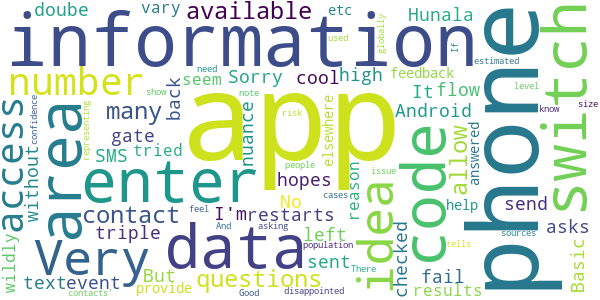 doube
vary
available
etc
Hunala
switch
information
phone
number
seem
Sorry
cool
high
feedback
globally
need
used
If
estimated
access
area
many
back
app
It
flow
Android
level
show
note
elsewhere
code
allow
answered
know
size
confidence
without
representing
gate
SMS
tried
nuance
risk
people
issue
enter
hopes
reason
idea
No
help
send
wildly
contact
I'm
restarts
cases
checked
asks
Very
triple
feel
And
asking
left
tells
sources
Basic
data
population
There
fail
text
event
But
sent
questions
results
contacts
provide
Good
disappointed